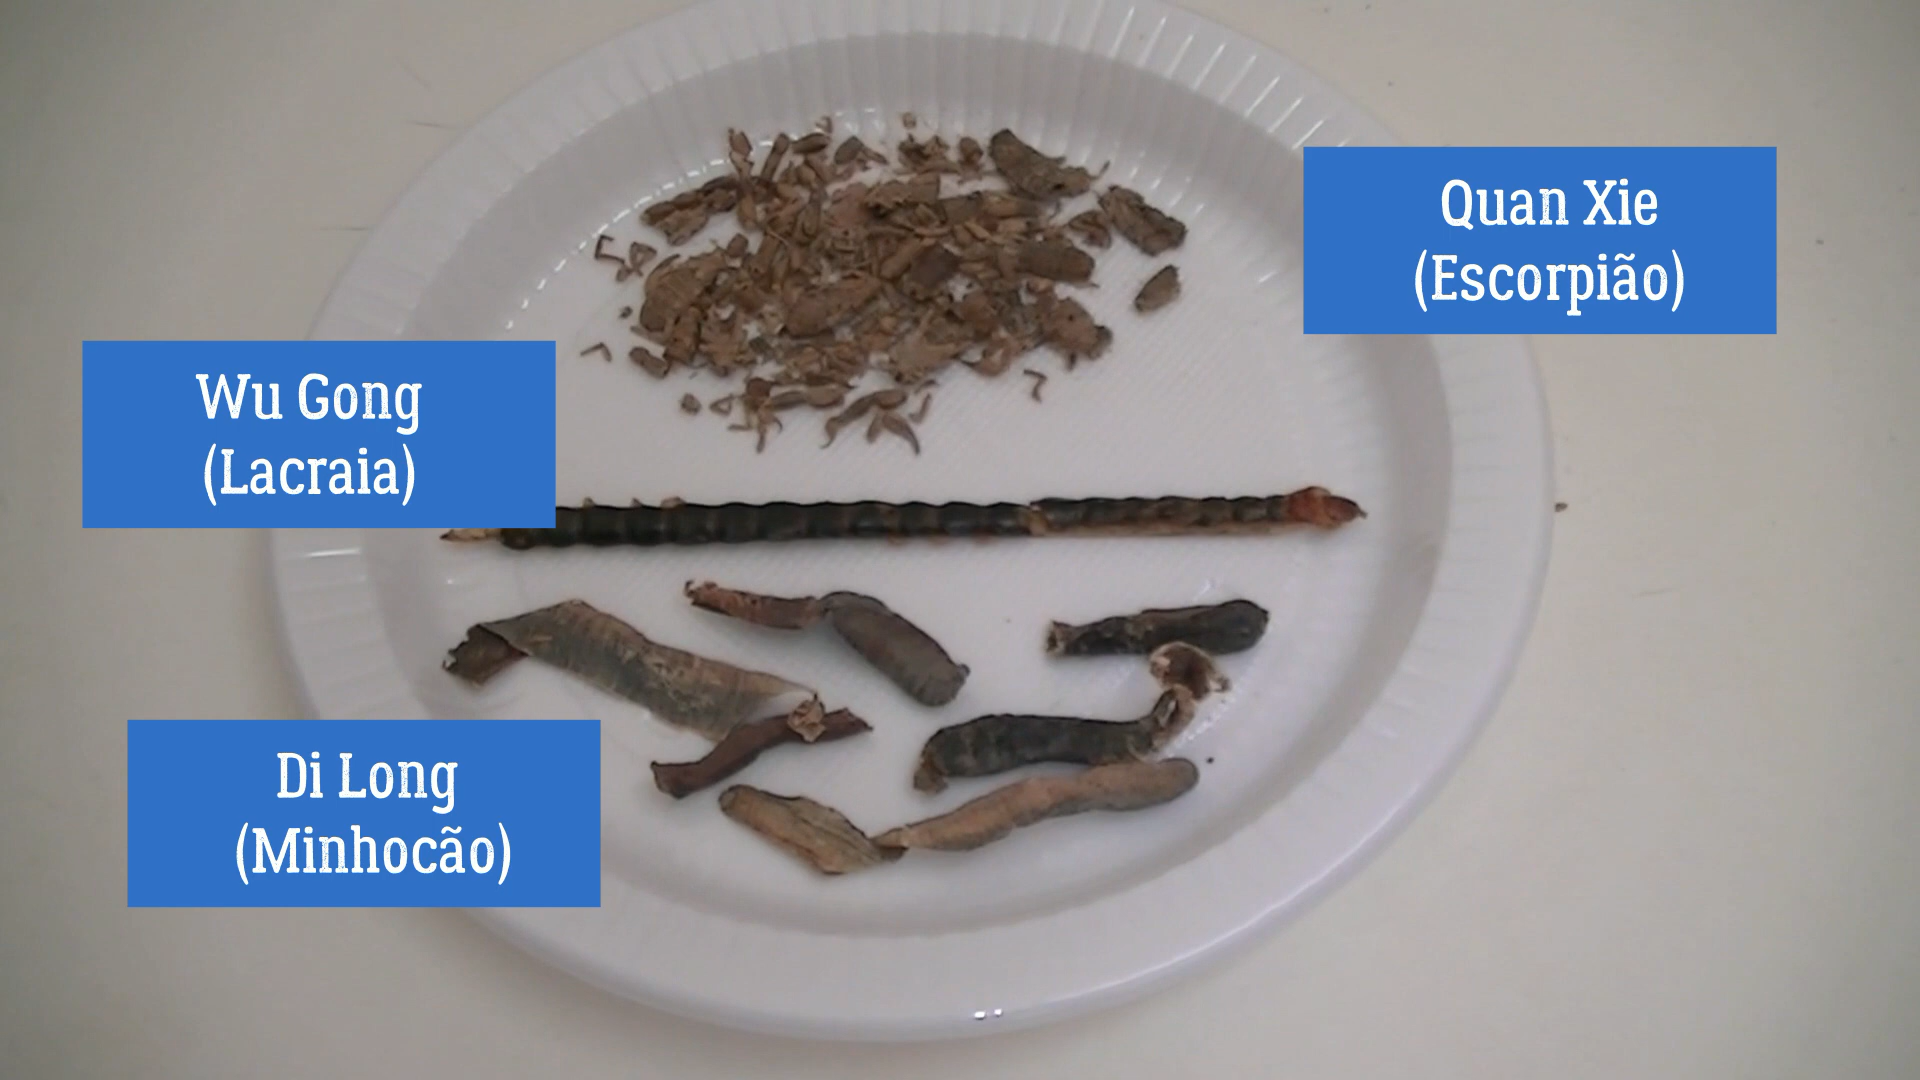 Quan Xie
(Escorpião)
Wu Gong
(Lacraia)
Di Long
(Minhocão)